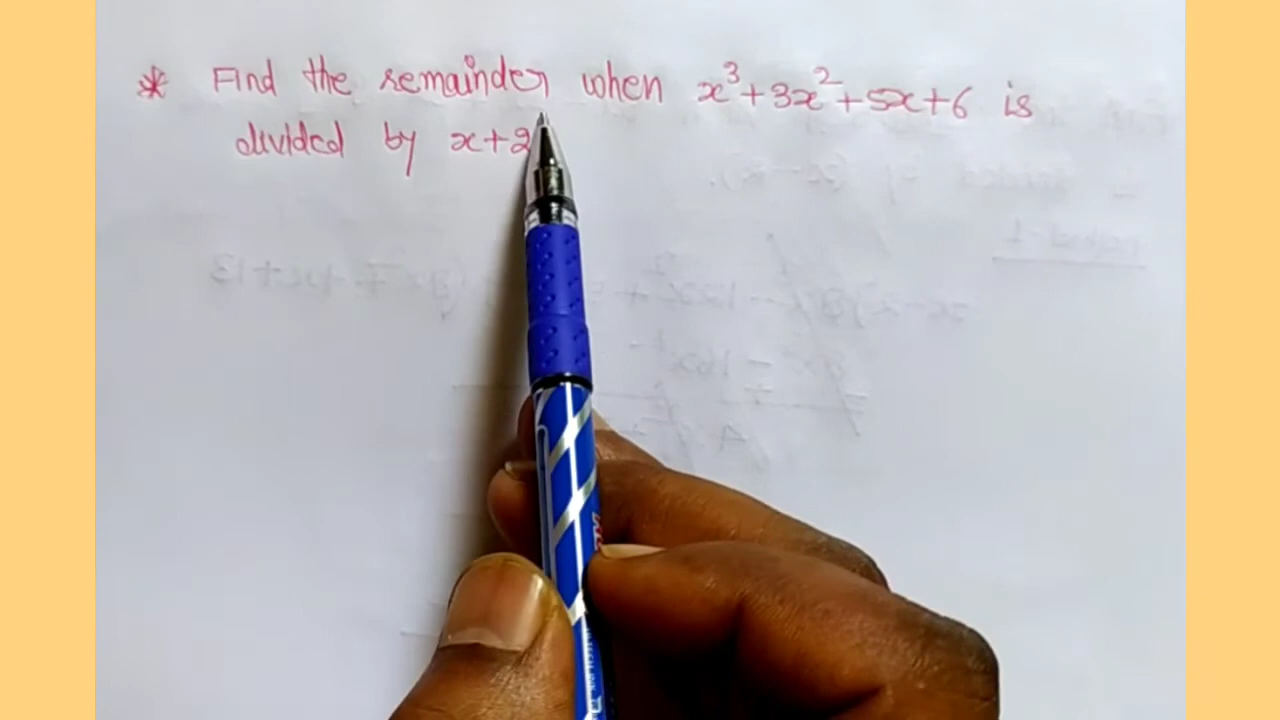 * Find the remainder when x³+3x²+5x+6 is
divided by x+2